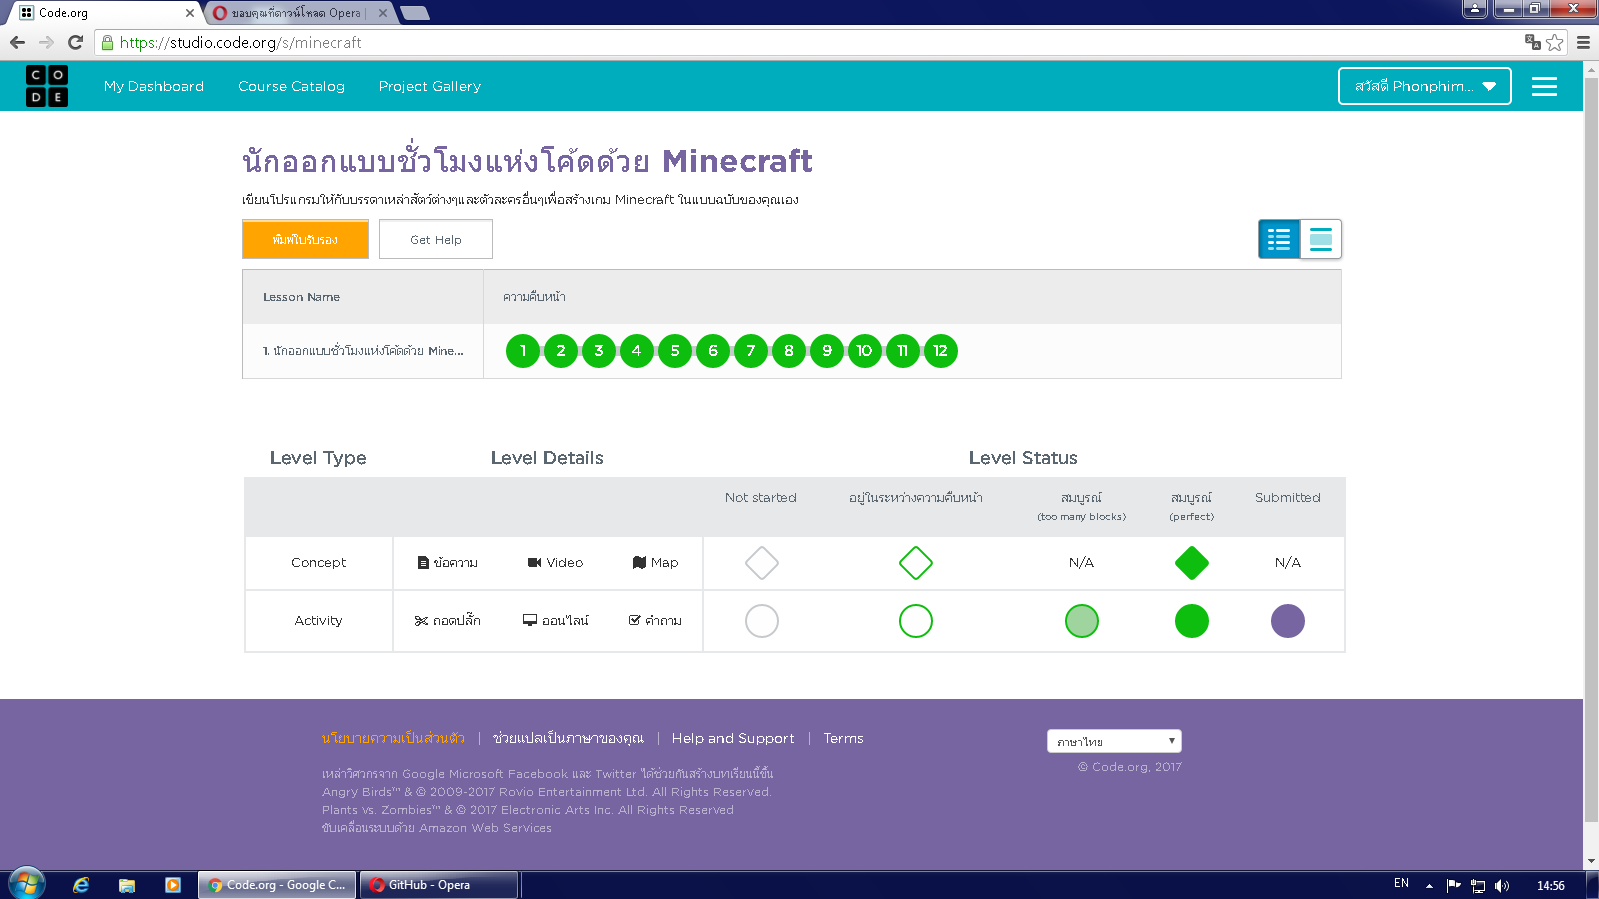 Code.org
ขอบคุณที่ดาวน์โหลด Opera
https://studio.code.org/s/minecraft
CODE
My Dashboard
Course Catalog
Project Gallery
สวัสดี Phonphim...
นักออกแบบชั่วโมงแห่งโค้ดด้วย Minecraft
เขียนโปรแกรมให้กับบรรดาเหล่าสัตว์ต่างๆและตัวละครอื่นๆเพื่อสร้างเกม Minecraft ในแบบฉบับของคุณเอง
พิมพ์ใบรับรอง
Get Help
Lesson Name
ความคืบหน้า
1. นักออกแบบชั่วโมงแห่งโค้ดด้วย Mine...
1 2 3 4 5 6 7 8 9 10 11 12
Level Type
Level Details
Level Status
Not started
อยู่ในระหว่างความคืบหน้า
สมบูรณ์
(too many blocks)
สมบูรณ์
(perfect)
Submitted
Concept
ข้อความ
Video
Map
N/A
N/A
Activity
ถอดปลั๊ก
ออนไลน์
คำถาม
นโยบายความเป็นส่วนตัว | ช่วยแปลเป็นภาษาของคุณ | Help and Support | Terms
ภาษาไทย
© Code.org, 2017
เหล่าวิศวกรจาก Google Microsoft Facebook และ Twitter ได้ช่วยกันสร้างบทเรียนนี้ขึ้น
Angry Birds™ & © 2009-2017 Rovio Entertainment Ltd. All Rights Reserved.
Plants vs. Zombies™ & © 2017 Electronic Arts Inc. All Rights Reserved
ขับเคลื่อนระบบด้วย Amazon Web Services
Code.org - Google C...
GitHub - Opera
EN
14:56